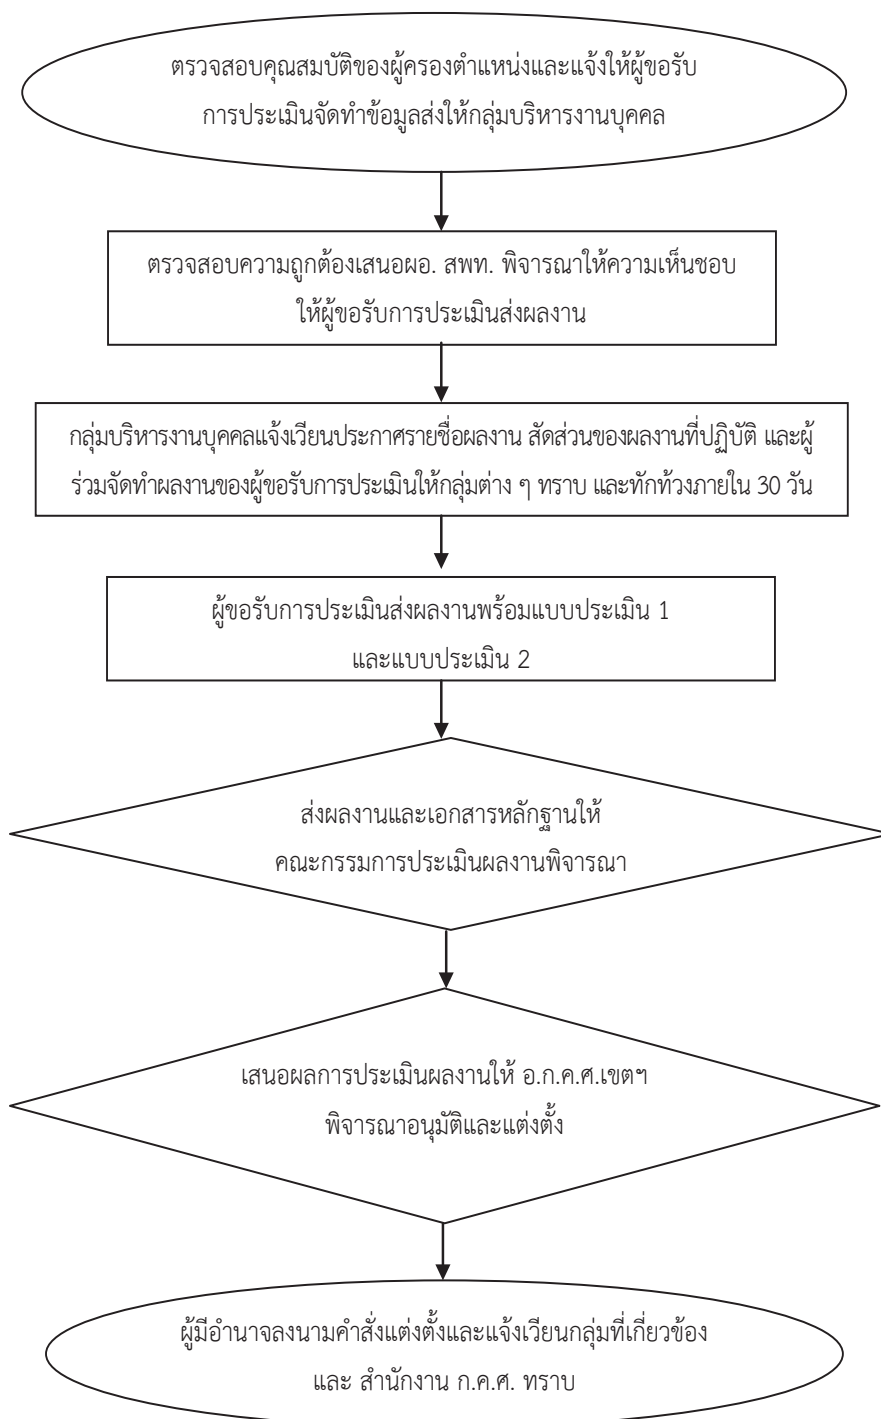 ตรวจสอบคุณสมบัติของผู้ครองตำแหน่งและแจ้งให้ผู้ขอรับ
การประเมินจัดทำข้อมูลส่งให้กลุ่มบริหารงานบุคคล
ตรวจสอบความถูกต้องเสนอผอ. สพท. พิจารณาให้ความเห็นชอบ
ให้ผู้ขอรับการประเมินส่งผลงาน
กลุ่มบริหารงานบุคคลแจ้งเวียนประกาศรายชื่อผลงาน สัดส่วนของผลงานที่ปฏิบัติ และผู้
ร่วมจัดทำผลงานของผู้ขอรับการประเมินให้กลุ่มต่าง ๆ ทราบ และทักท้วงภายใน 30 วัน
ผู้ขอรับการประเมินส่งผลงานพร้อมแบบประเมิน 1
และแบบประเมิน 2
ส่งผลงานและเอกสารหลักฐานให้
คณะกรรมการประเมินผลงานพิจารณา
เสนอผลการประเมินผลงานให้ อ.ก.ค.ศ.เขตฯ
พิจารณาอนุมัติและแต่งตั้ง
ผู้มีอำนาจลงนามคำสั่งแต่งตั้งและแจ้งเวียนกลุ่มที่เกี่ยวข้อง
และ สำนักงาน ก.ค.ศ. ทราบ